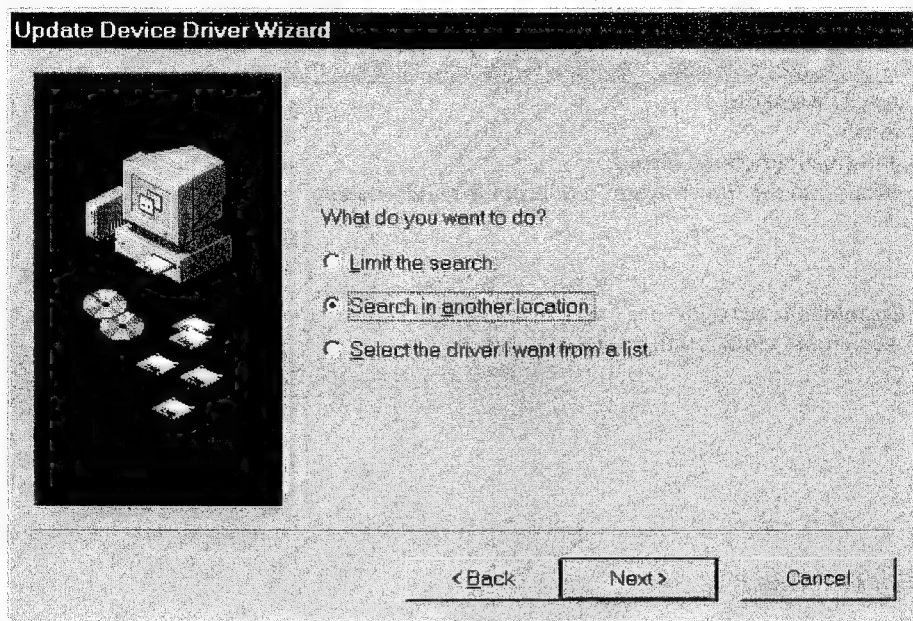 Update Device Driver Wizard
What do you want to do?
Limit the search.
Search in another location.
Select the driver I want from a list.
< Back
Next >
Cancel